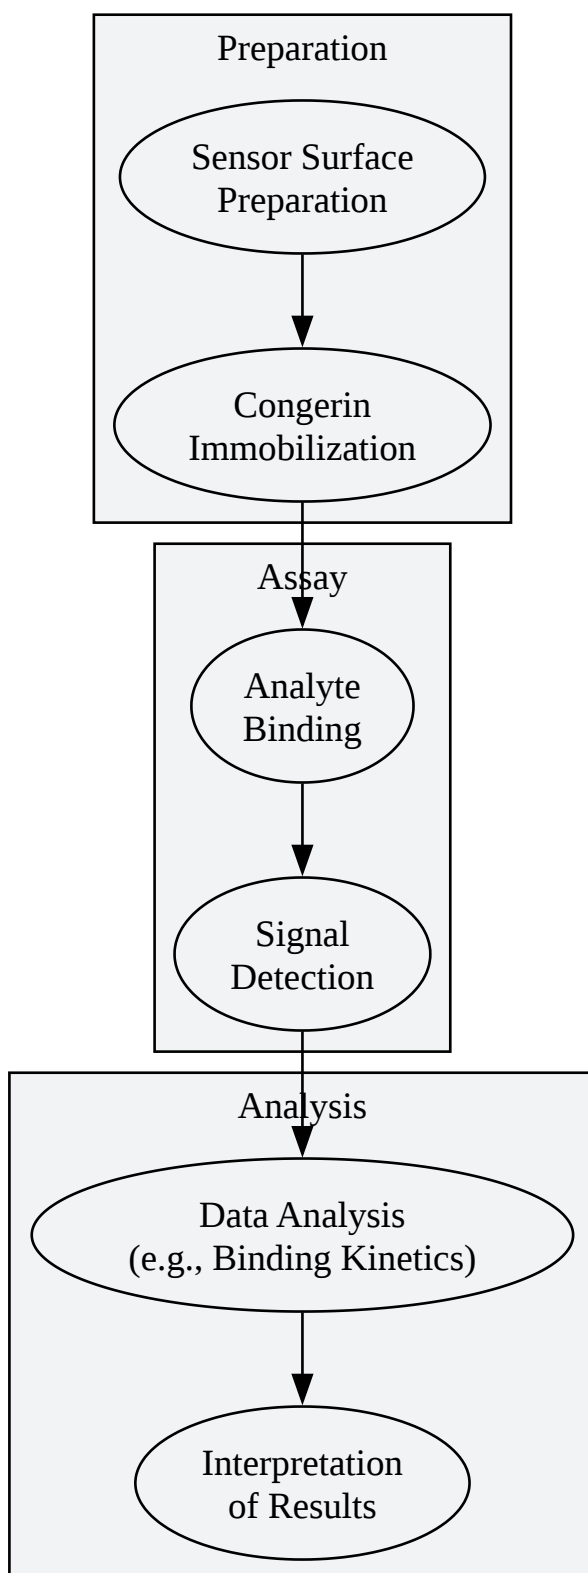 Preparation
Sensor Surface
Preparation
Congerin
Immobilization
Assay
Analyte
Binding
Signal
Detection
Analysis
Data Analysis
(e.g., Binding Kinetics)
Interpretation
of Results